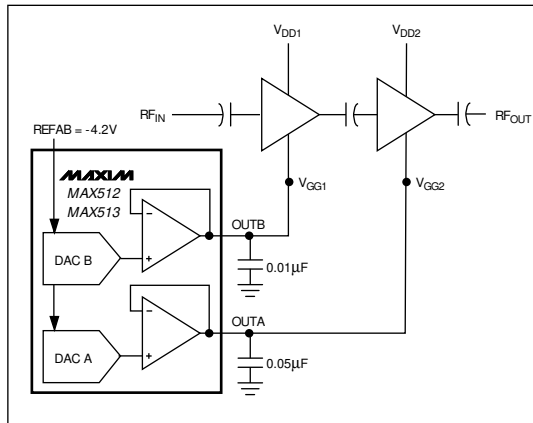 VDD1
VDD2
RFIN
RFOUT
REFAB = -4.2V
MAXIM
MAX512
MAX513
VGG1
VGG2
OUTB
DAC B
0.01µF
OUTA
DAC A
0.05µF
−
+
−
+